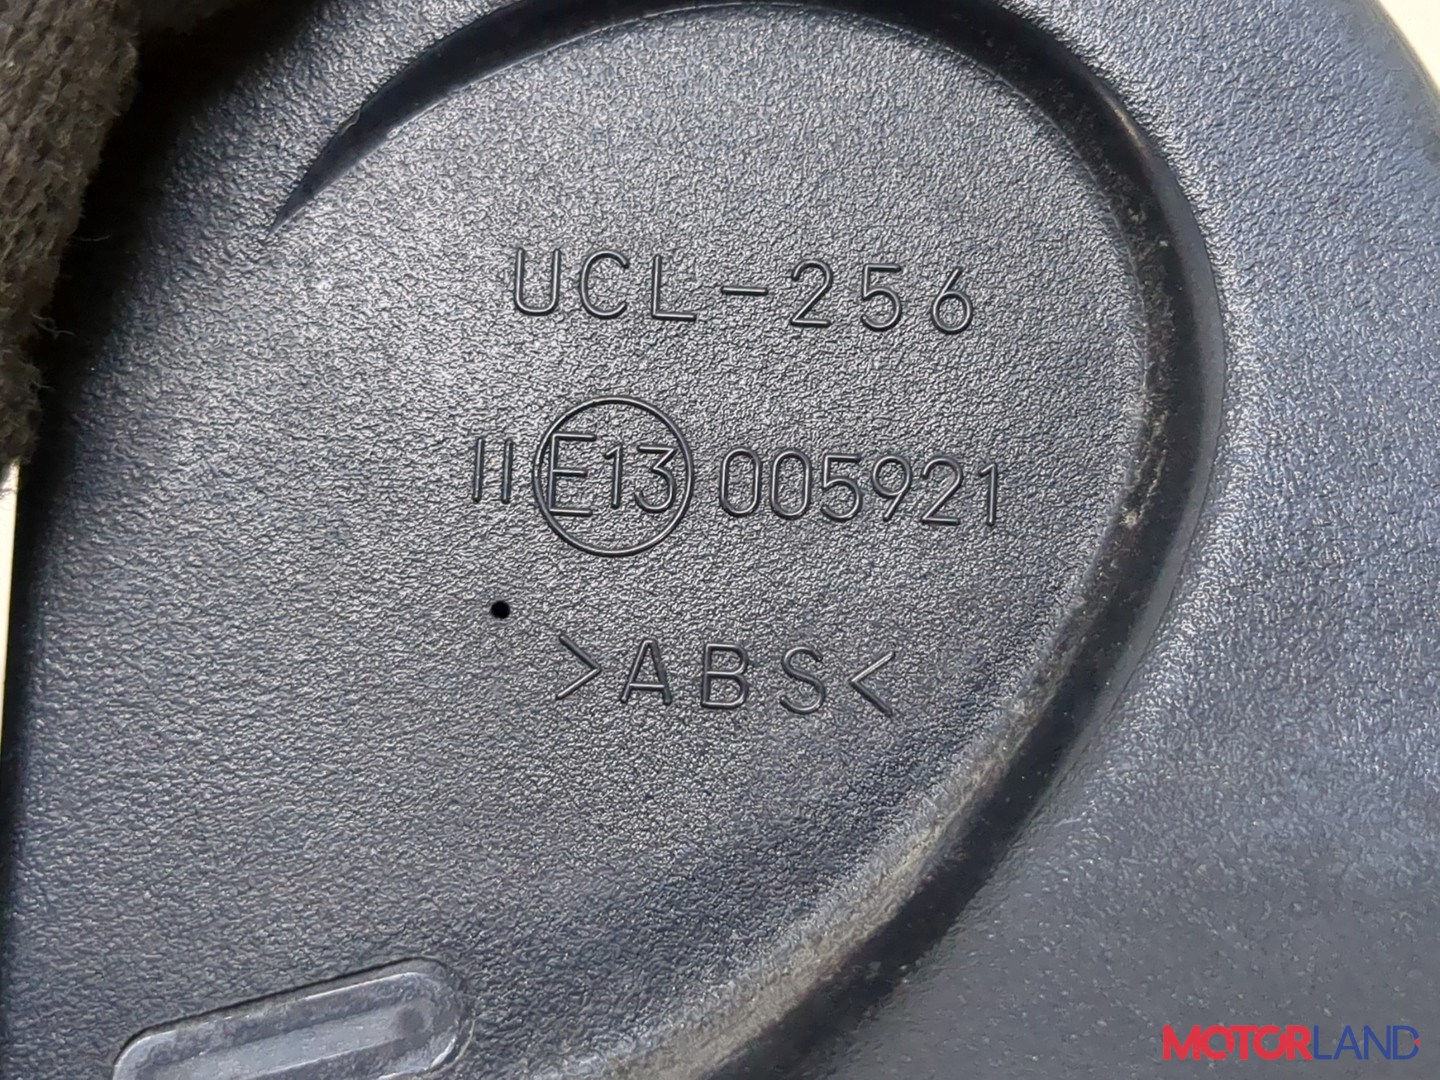 UCL-256
II E13 005921
>ABS<
MOTORLAND